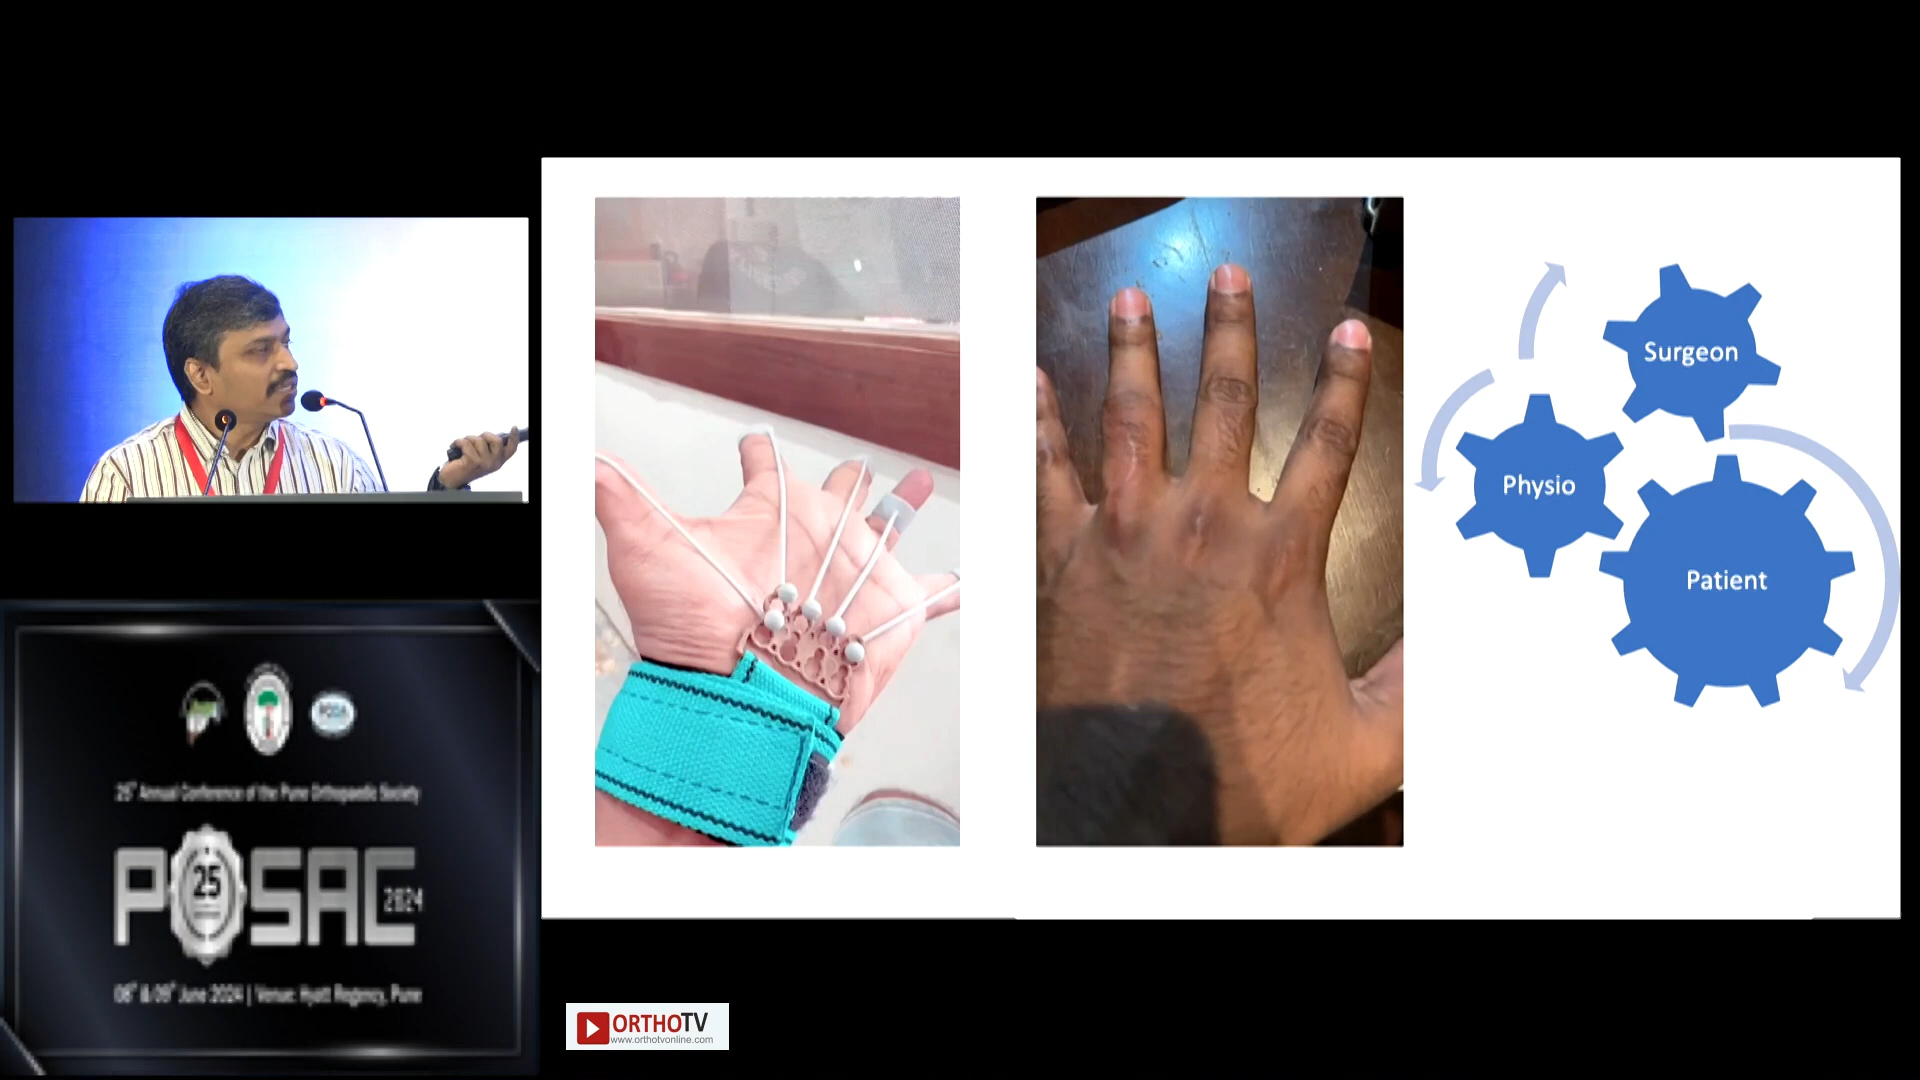 Surgeon
Physio
Patient
25th Annual Conference of the Pune Orthopaedic Society
POSAC
25
2024
08th & 09th June 2024 | Venue: Hyatt Regency, Pune
ORTHOTV
www.orthotvonline.com